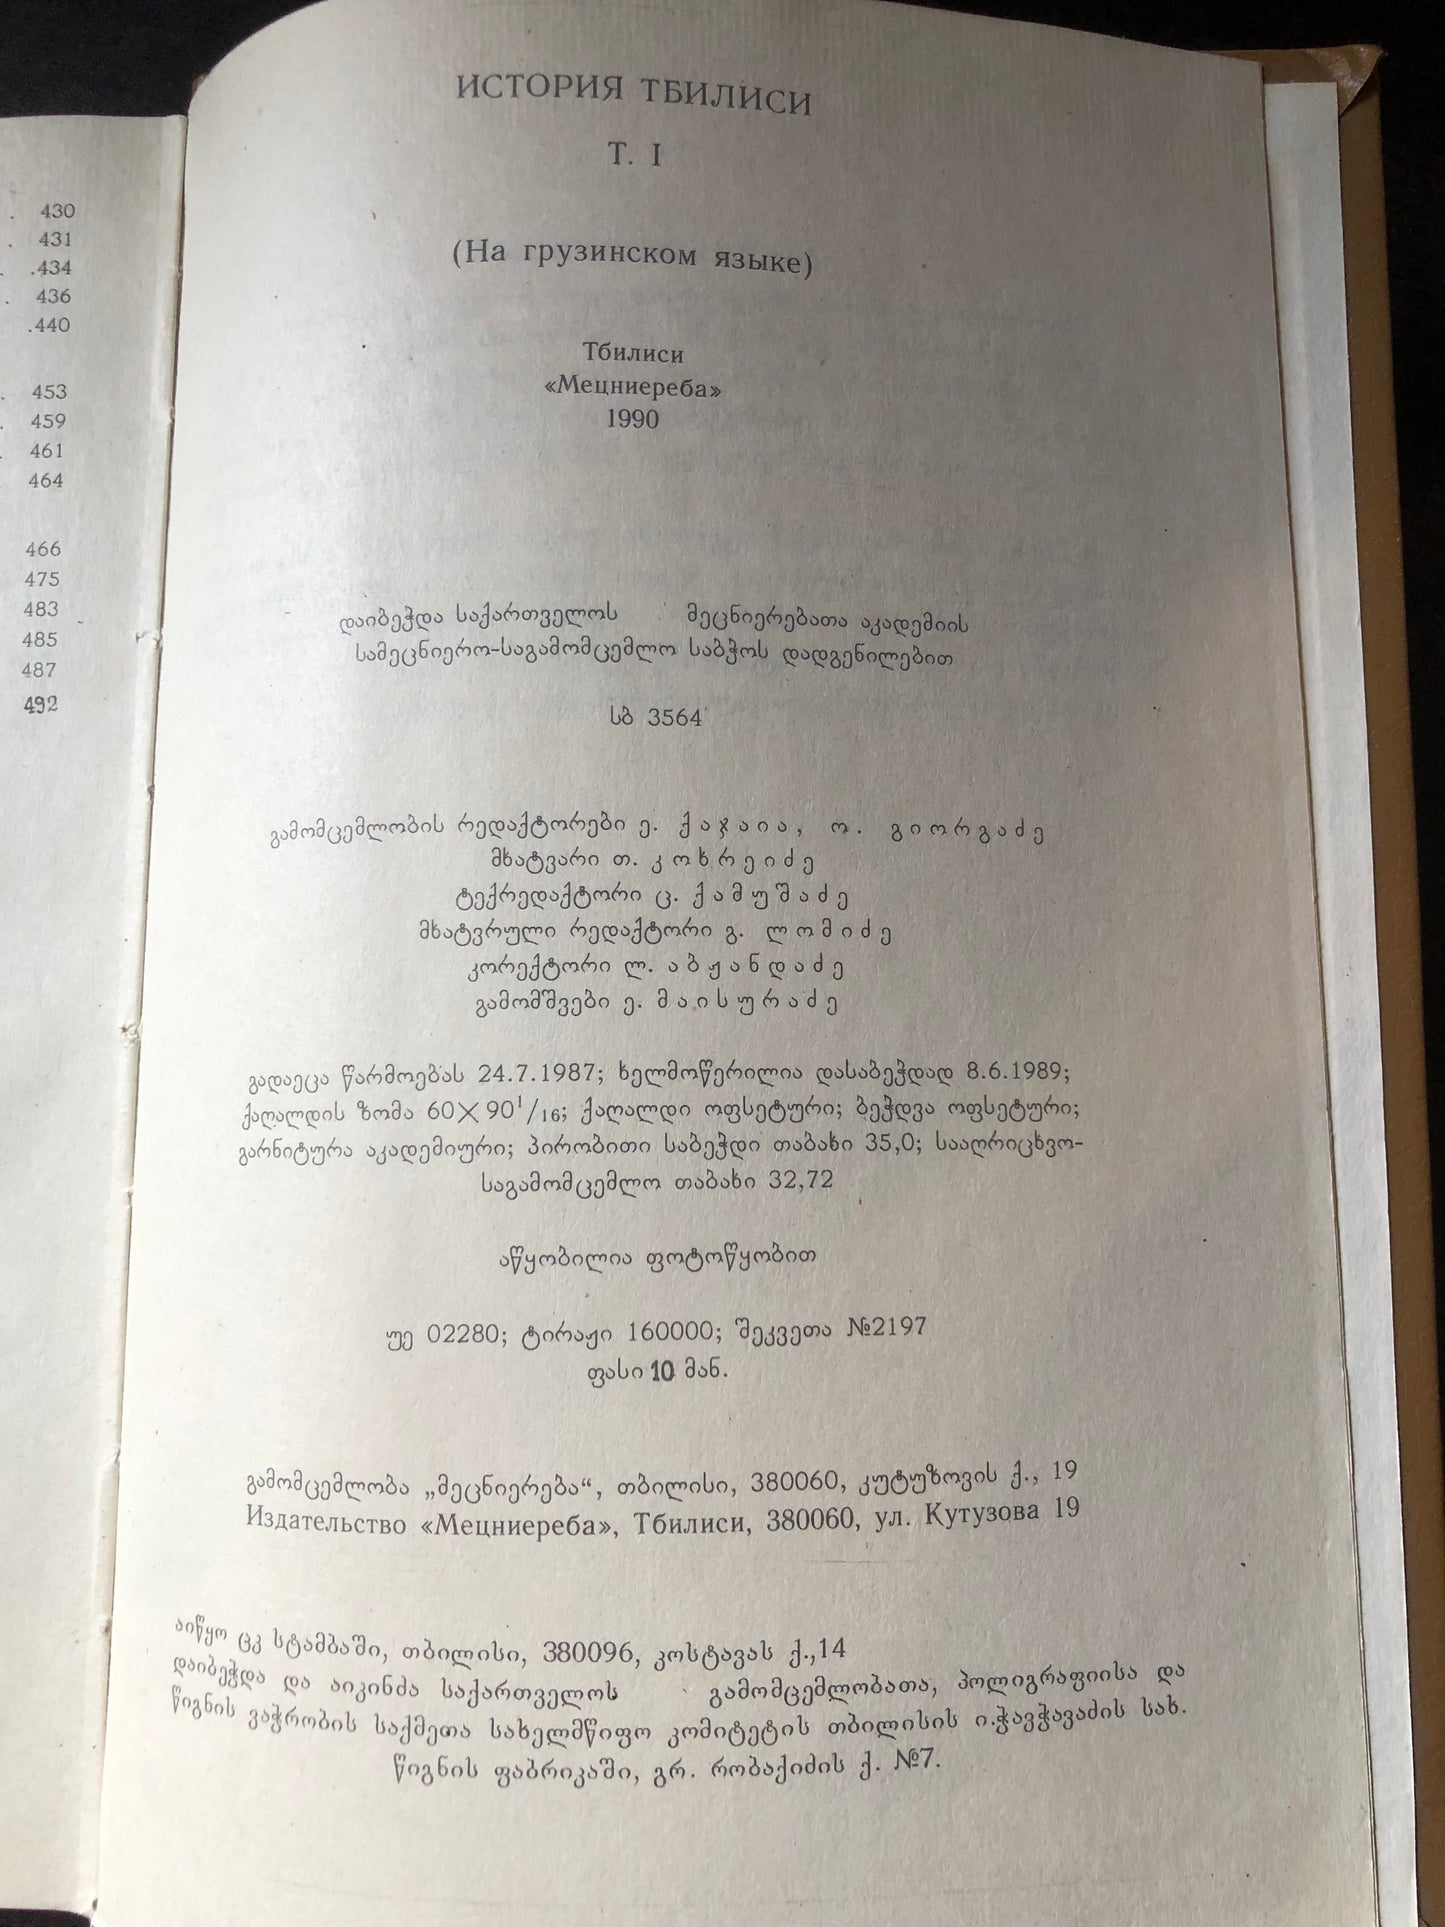 430
431
434
436
440
453
459
461
464
466
475
483
485
487
492
ИСТОРИЯ ТБИЛИСИ
Т. I
(На грузинском языке)
Тбилиси
«Мецниереба»
1990
დაიბეჭდა საქართველოს მეცნიერებათა აკადემიის
სამეცნიერო-საგამომცემლო საბჭოს დადგენილებით
სბ 3564
გამომცემლობის რედაქტორები ე. ქაჯაია, ო. გიორგაძე
მხატვარი თ. კოხრეიძე
ტექრედაქტორი ც. ქამუშაძე
მხატვრული რედაქტორი გ. ლომიძე
კორექტორი ლ. აბჟანდაძე
გამომშვები ე. მაისურაძე
გადაეცა წარმოებას 24.7.1987; ხელმოწერილია დასაბეჭდად 8.6.1989;
ქაღალდის ზომა 60×90¹/₁₆; ქაღალდი ოფსეტური; ბეჭდვა ოფსეტური;
გარნიტურა აკადემიური; პირობითი საბეჭდი თაბახი 35,0; სააღრიცხვო-
საგამომცემლო თაბახი 32,72
აწყობილია ფოტოწყობით
უე 02280; ტირაჟი 160000; შეკვეთა №2197
ფასი 10 მან.
გამომცემლობა „მეცნიერება“, თბილისი, 380060, კუტუზოვის ქ., 19
Издательство «Мецниереба», Тбилиси, 380060, ул. Кутузова 19
აიწყო ცკ სტამბაში, თბილისი, 380096, კოსტავას ქ.,14
დაიბეჭდა და აიკინძა საქართველოს გამომცემლობათა, პოლიგრაფიისა და
წიგნის ვაჭრობის საქმეთა სახელმწიფო კომიტეტის თბილისის ი.ჭავჭავაძის სახ.
წიგნის ფაბრიკაში, გრ. რობაქიძის ქ. №7.